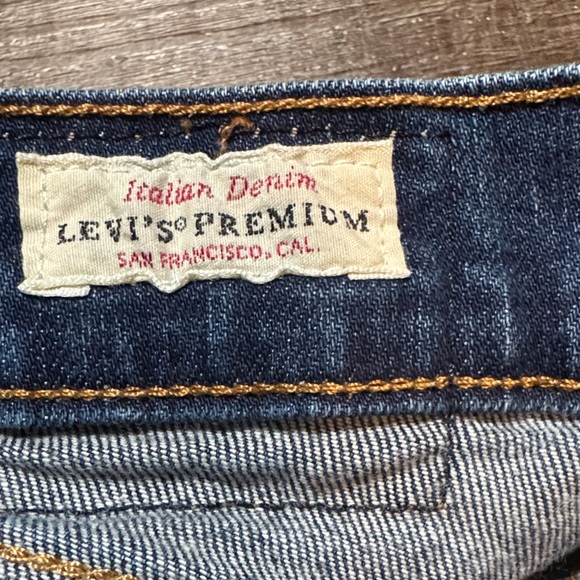 Italian Denim
LEVI'S® PREMIUM
SAN FRANCISCO, CAL.